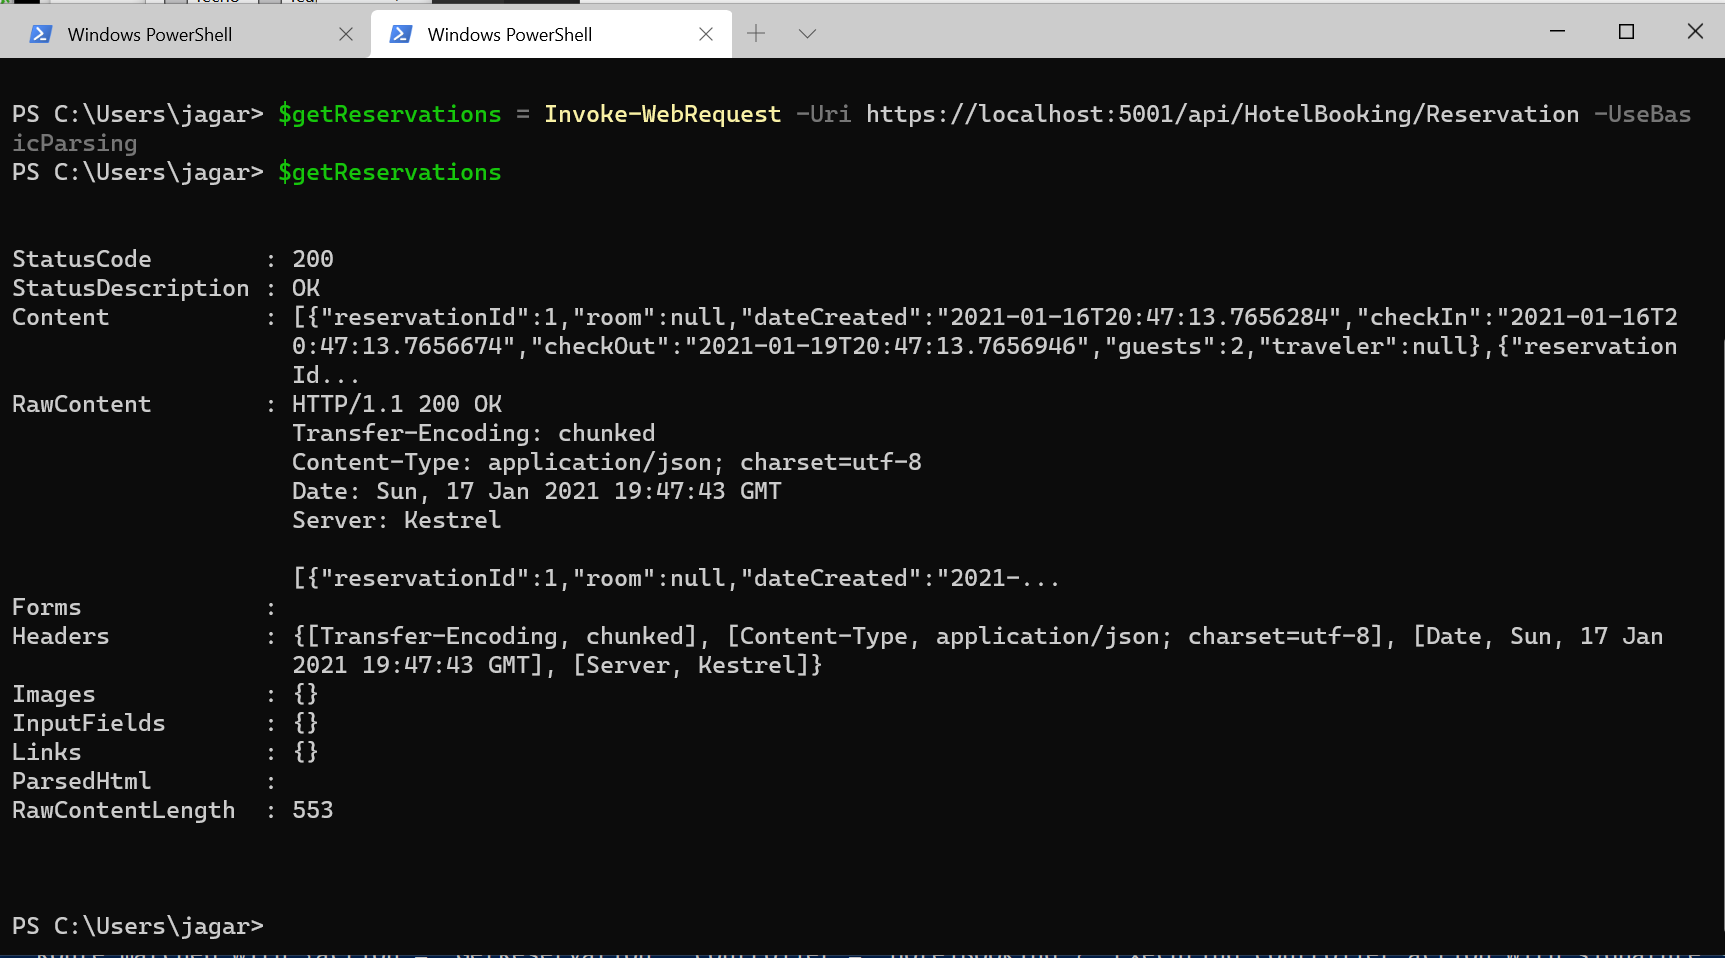 Windows PowerShell
Windows PowerShell
PS C:\Users\jagar> $getReservations = Invoke-WebRequest -Uri https://localhost:5001/api/HotelBooking/Reservation -UseBas
icParsing
PS C:\Users\jagar> $getReservations
StatusCode : 200
StatusDescription : OK
Content : [{"reservationId":1,"room":null,"dateCreated":"2021-01-16T20:47:13.7656284","checkIn":"2021-01-16T2
0:47:13.7656674","checkOut":"2021-01-19T20:47:13.7656946","guests":2,"traveler":null},{"reservation
Id...
RawContent : HTTP/1.1 200 OK
Transfer-Encoding: chunked
Content-Type: application/json; charset=utf-8
Date: Sun, 17 Jan 2021 19:47:43 GMT
Server: Kestrel
[{"reservationId":1,"room":null,"dateCreated":"2021-...
Forms :
Headers : {[Transfer-Encoding, chunked], [Content-Type, application/json; charset=utf-8], [Date, Sun, 17 Jan
2021 19:47:43 GMT], [Server, Kestrel]}
Images : {}
InputFields : {}
Links : {}
ParsedHtml :
RawContentLength : 553
PS C:\Users\jagar>